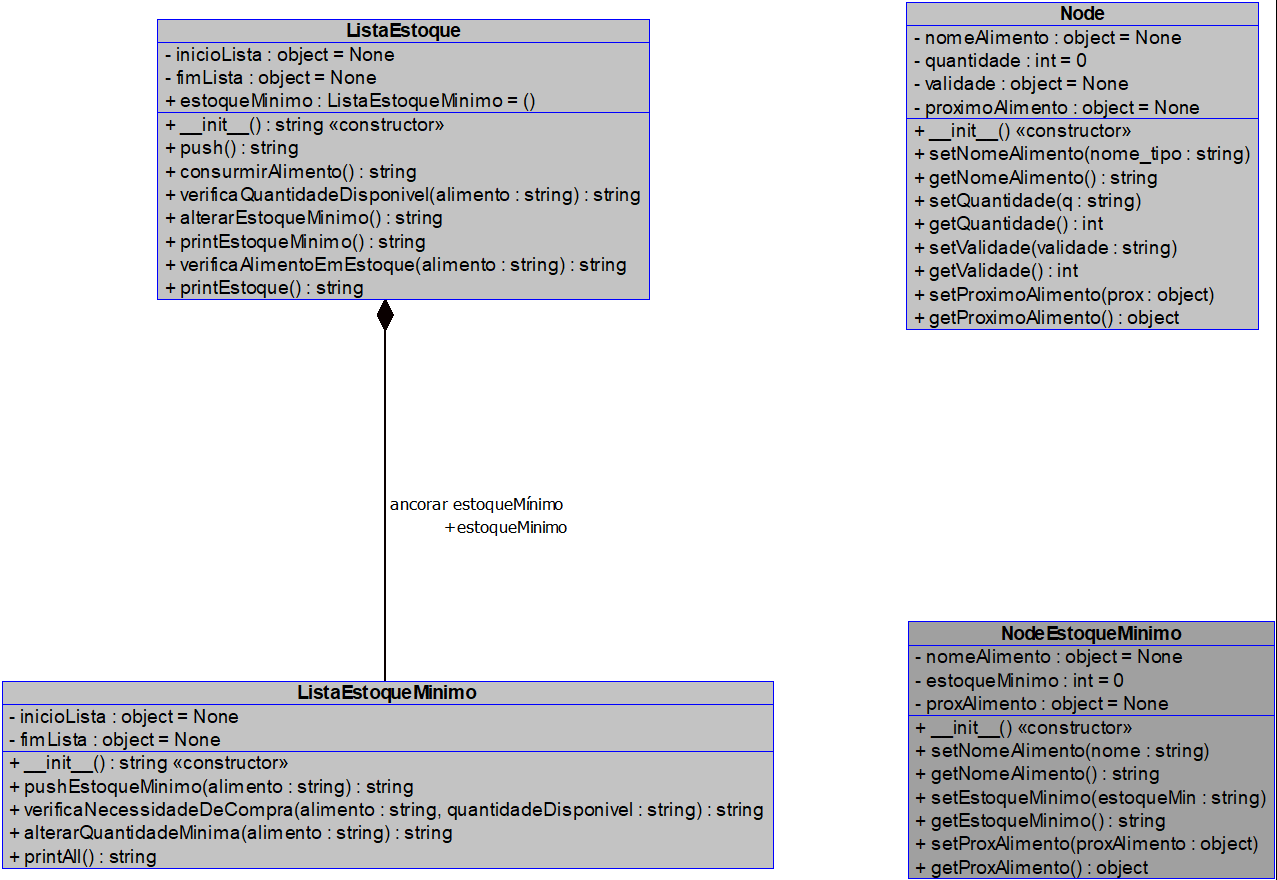 ListaEstoque
- inicioLista : object = None
- fimLista : object = None
+ estoqueMinimo : ListaEstoqueMinimo = ()
+ __init__() : string «constructor»
+ push() : string
+ consurmirAlimento() : string
+ verificaQuantidadeDisponivel(alimento : string) : string
+ alterarEstoqueMinimo() : string
+ printEstoqueMinimo() : string
+ verificaAlimentoEmEstoque(alimento : string) : string
+ printEstoque() : string
Node
- nomeAlimento : object = None
- quantidade : int = 0
- validade : object = None
- proximoAlimento : object = None
+ __init__() «constructor»
+ setNomeAlimento(nome_tipo : string)
+ getNomeAlimento() : string
+ setQuantidade(q : string)
+ getQuantidade() : int
+ setValidade(validade : string)
+ getValidade() : int
+ setProximoAlimento(prox : object)
+ getProximoAlimento() : object
ancorar estoqueMínimo
+estoqueMinimo
ListaEstoqueMinimo
- inicioLista : object = None
- fimLista : object = None
+ __init__() : string «constructor»
+ pushEstoqueMinimo(alimento : string) : string
+ verificaNecessidadeDeCompra(alimento : string, quantidadeDisponivel : string) : string
+ alterarQuantidadeMinima(alimento : string) : string
+ printAll() : string
NodeEstoqueMinimo
- nomeAlimento : object = None
- estoqueMinimo : int = 0
- proxAlimento : object = None
+ __init__() «constructor»
+ setNomeAlimento(nome : string)
+ getNomeAlimento() : string
+ setEstoqueMinimo(estoqueMin : string)
+ getEstoqueMinimo() : string
+ setProxAlimento(proxAlimento : object)
+ getProxAlimento() : object